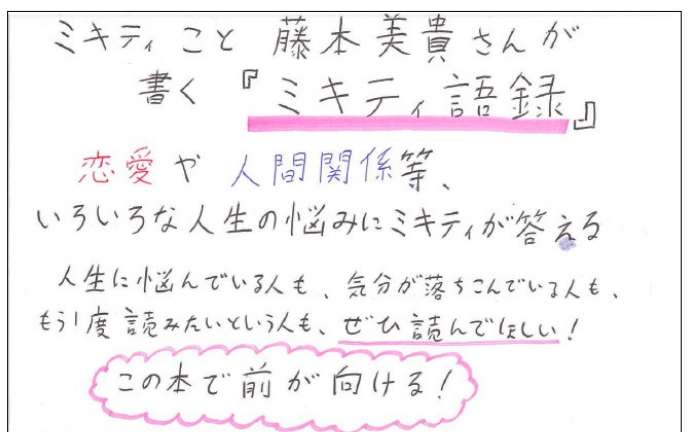 ミキティこと 藤本美貴さんが
書く『ミキティ語録』
恋愛や人間関係等、
いろいろな人生の悩みにミキティが答える
人生に悩んでいる人も、気分が落ちこんでいる人も、
もう1度読みたいという人も、ぜひ読んでほしい!
この本で前が向ける!